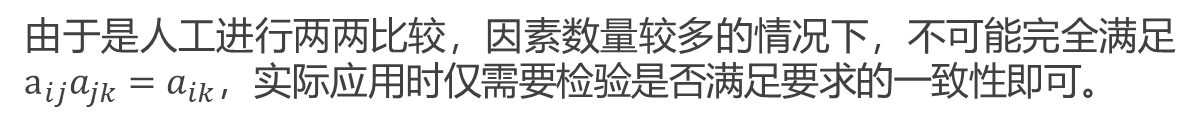 由于是人工进行两两比较，因素数量较多的情况下，不可能完全满足
a_{ij}a_{jk} = a_{ik}，实际应用时仅需要检验是否满足要求的一致性即可。